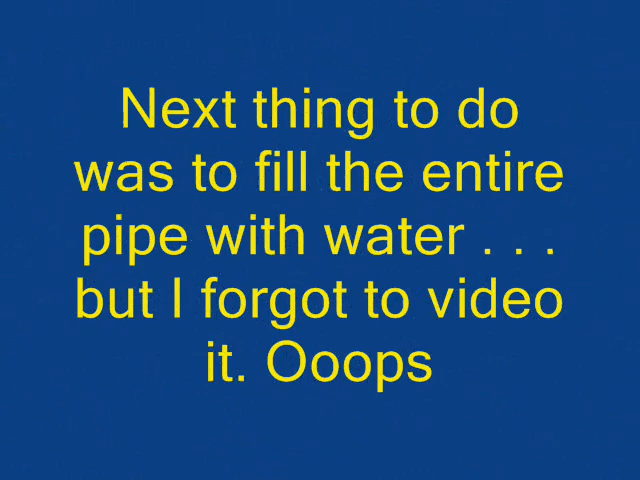 Next thing to do
was to fill the entire
pipe with water . . .
but I forgot to video
it. Ooops